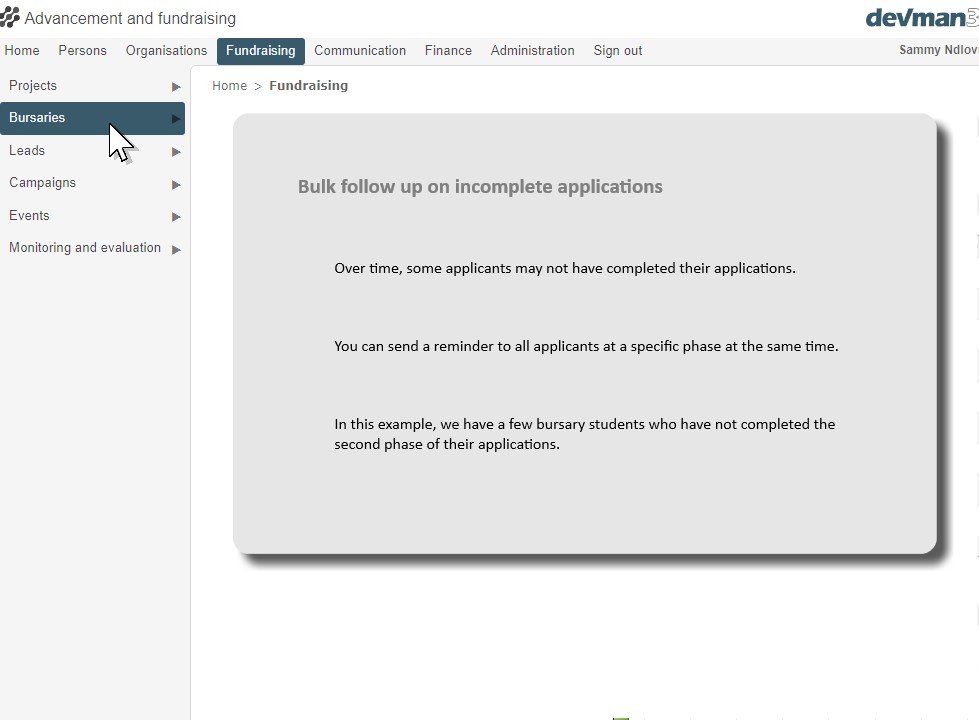 Advancement and fundraising
devman3
Home Persons Organisations Fundraising Communication Finance Administration Sign out Sammy Ndlov
Projects
Bursaries
Leads
Campaigns
Events
Monitoring and evaluation
Home > Fundraising
Bulk follow up on incomplete applications
Over time, some applicants may not have completed their applications.
You can send a reminder to all applicants at a specific phase at the same time.
In this example, we have a few bursary students who have not completed the
second phase of their applications.